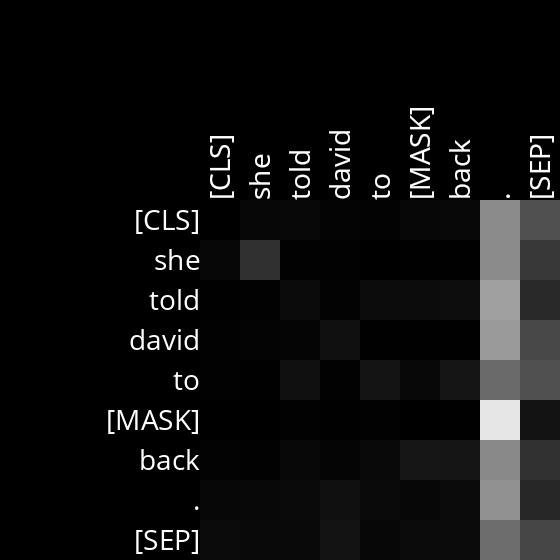 [CLS] she told david to [MASK] back . [SEP]
[CLS]
she
told
david
to
[MASK]
back
.
[SEP]